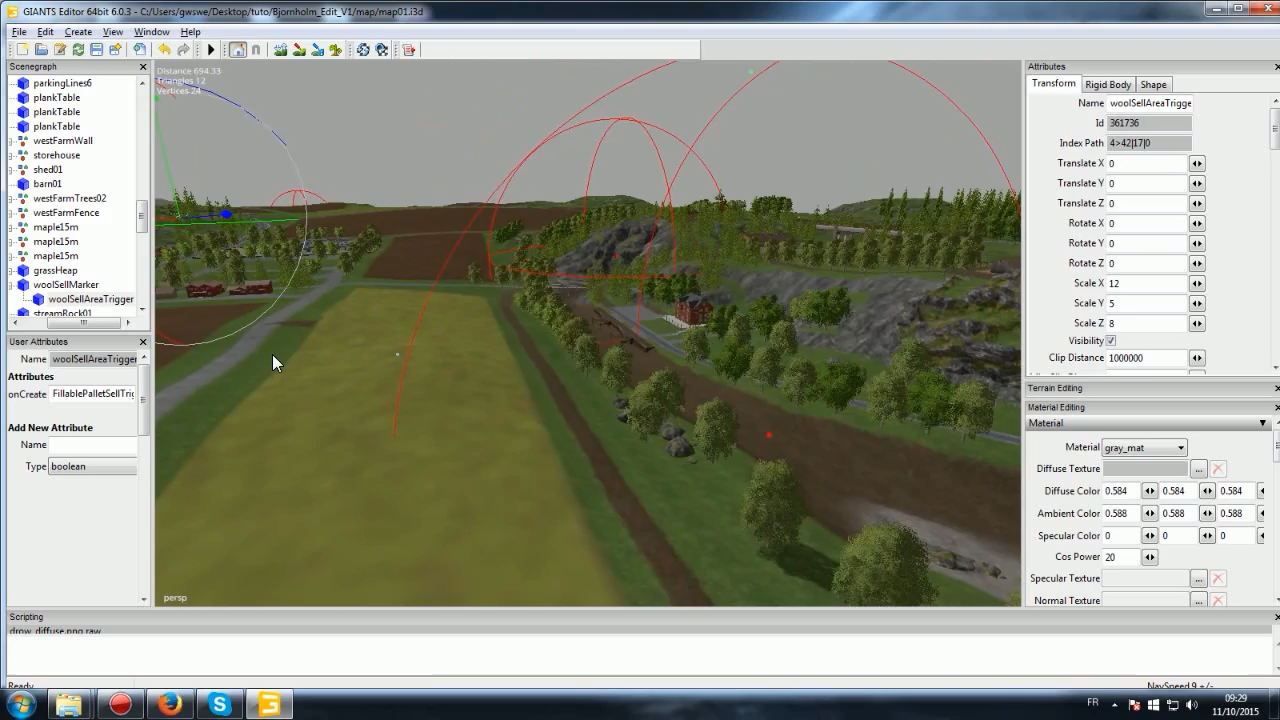 GIANTS Editor 64bit 6.0.3 - C:/Users/gwswe/Desktop/tuto/Bjornholm_Edit_V1/map/map01.i3d
File Edit Create View Window Help
Scenegraph
parkingLines6
plankTable
plankTable
plankTable
westFarmWall
storehouse
shed01
barn01
westFarmTrees02
westFarmFence
maple15m
maple15m
maple15m
grassHeap
woolSellMarker
woolSellAreaTrigger
streamRock01
User Attributes
Name woolSellAreaTrigger
Attributes
onCreate FillablePalletSellTrig
Add New Attribute
Name
Type boolean
Distance 694.33
Triangles 12
Vertices 24
persp
Attributes
Transform Rigid Body Shape
Name woolSellAreaTrigge
Id 361736
Index Path 4>42|17|0
Translate X 0
Translate Y 0
Translate Z 0
Rotate X 0
Rotate Y 0
Rotate Z 0
Scale X 12
Scale Y 5
Scale Z 8
Visibility
Clip Distance 1000000
Terrain Editing
Material Editing
Material
Material gray_mat
Diffuse Texture ...
Diffuse Color 0.584 0.584 0.584
Ambient Color 0.588 0.588 0.588
Specular Color 0 0 0
Cos Power 20
Specular Texture ...
Normal Texture ...
Scripting
drow_diffuse.png.raw
Ready
NavSpeed 9 +/-
FR
09:29
11/10/2015